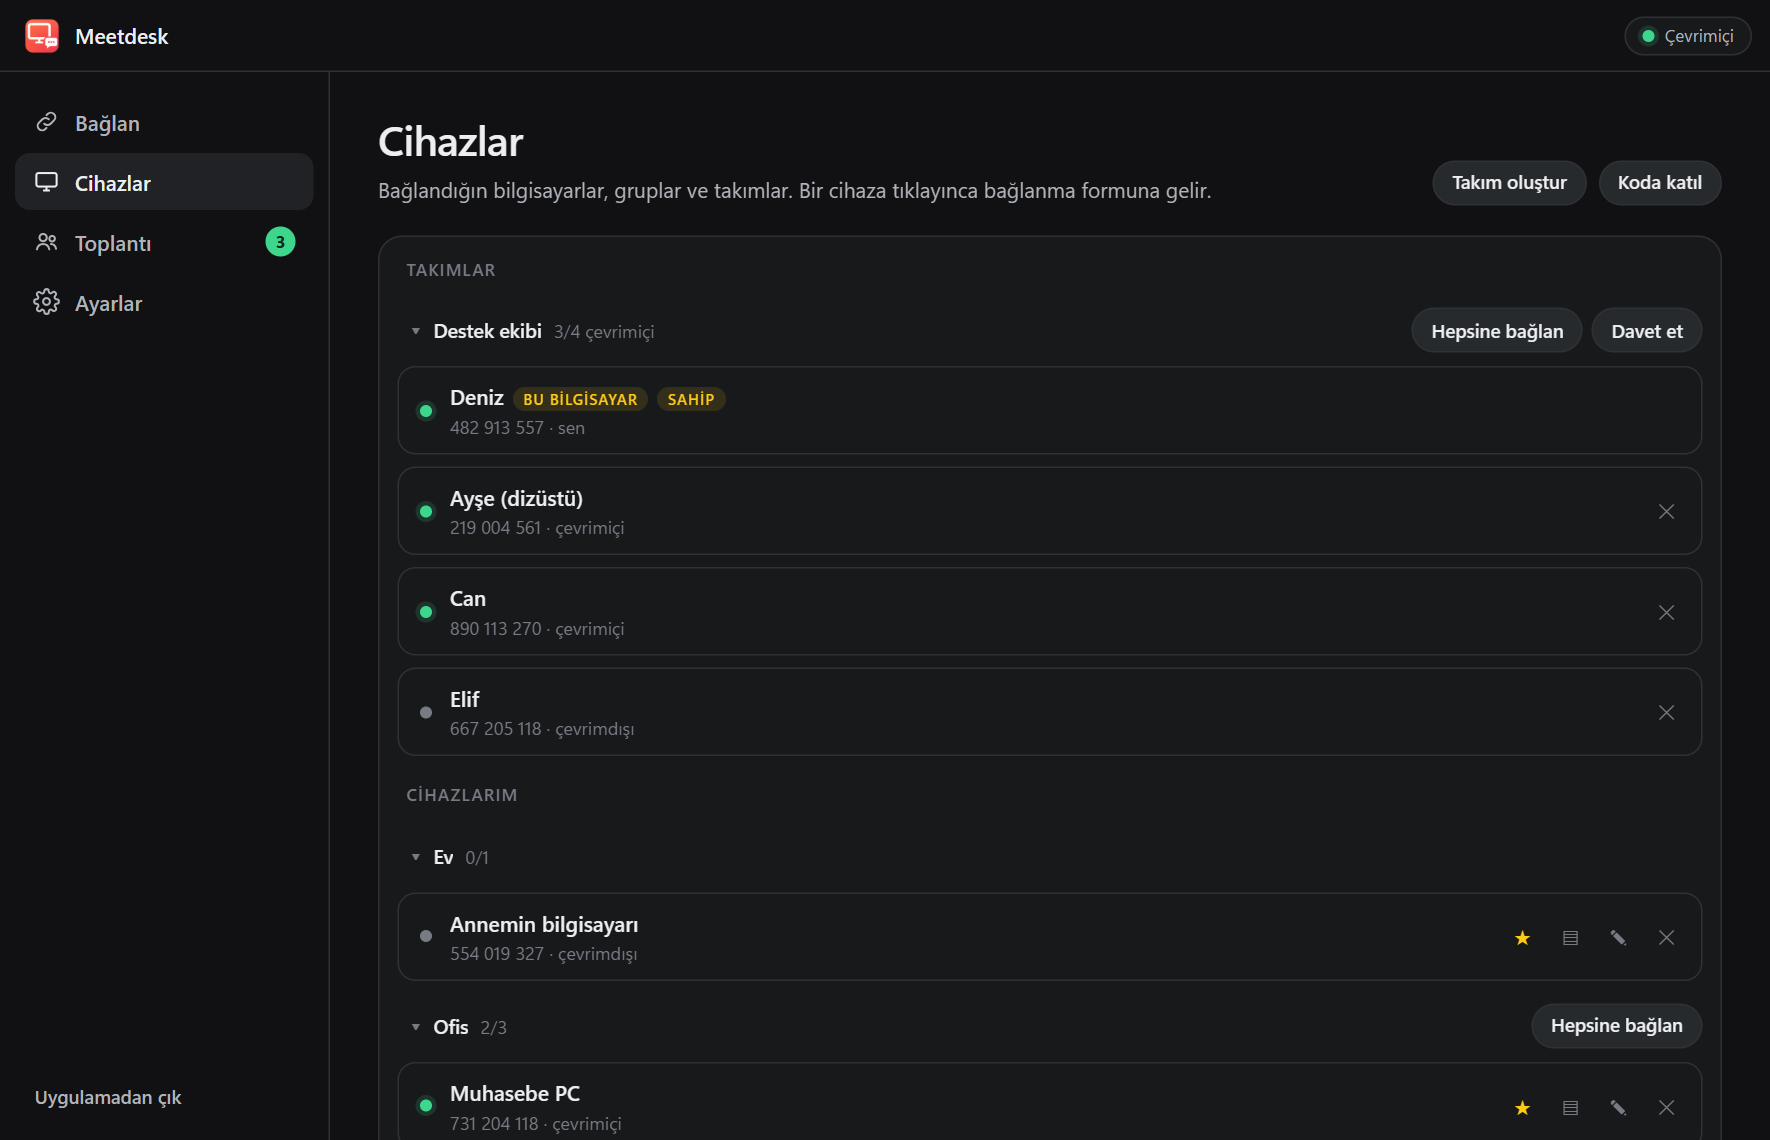 Meetdesk
Çevrimiçi
Bağlan
Cihazlar
Toplantı
3
Ayarlar
Uygulamadan çık
Cihazlar
Bağlandığın bilgisayarlar, gruplar ve takımlar. Bir cihaza tıklayınca bağlanma formuna gelir.
Takım oluştur
Koda katıl
TAKIMLAR
Destek ekibi 3/4 çevrimiçi
Hepsine bağlan
Davet et
Deniz BU BİLGİSAYAR SAHİP
482 913 557 · sen
Ayşe (dizüstü)
219 004 561 · çevrimiçi
Can
890 113 270 · çevrimiçi
Elif
667 205 118 · çevrimdışı
CİHAZLARIM
Ev 0/1
Annemin bilgisayarı
554 019 327 · çevrimdışı
Ofis 2/3
Hepsine bağlan
Muhasebe PC
731 204 118 · çevrimiçi